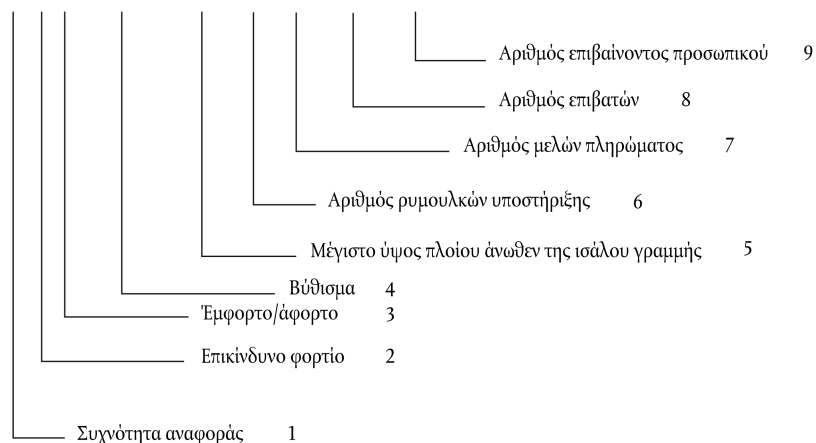 Αριθμός επιβαίνοντος προσωπικού 9
Αριθμός επιβατών 8
Αριθμός μελών πληρώματος 7
Αριθμός ρυμουλκών υποστήριξης 6
Μέγιστο ύψος πλοίου άνωθεν της ισάλου γραμμής 5
Βύθισμα 4
Έμφορτο/άφορτο 3
Επικίνδυνο φορτίο 2
Συχνότητα αναφοράς 1